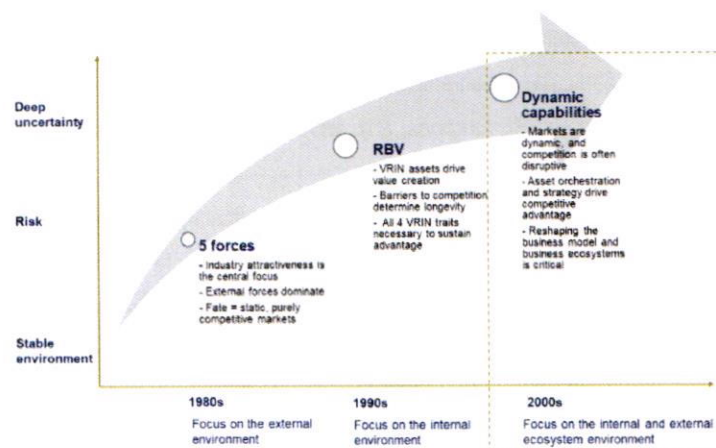 Deep
uncertainty
Risk
Stable
environment
5 forces
- Industry attractiveness is
the central focus
- External forces dominate
- Fate = static, purely
competitive markets
RBV
- VRIN assets drive
value creation
- Barriers to competition
determine longevity
- All 4 VRIN traits
necessary to sustain
advantage
Dynamic
capabilities
- Markets are
dynamic, and
competition is often
disruptive
- Asset orchestration
and strategy drive
competitive
advantage
- Reshaping the
business model and
business ecosystems
is critical
1980s
Focus on the external
environment
1990s
Focus on the internal
environment
2000s
Focus on the internal and external
ecosystem environment